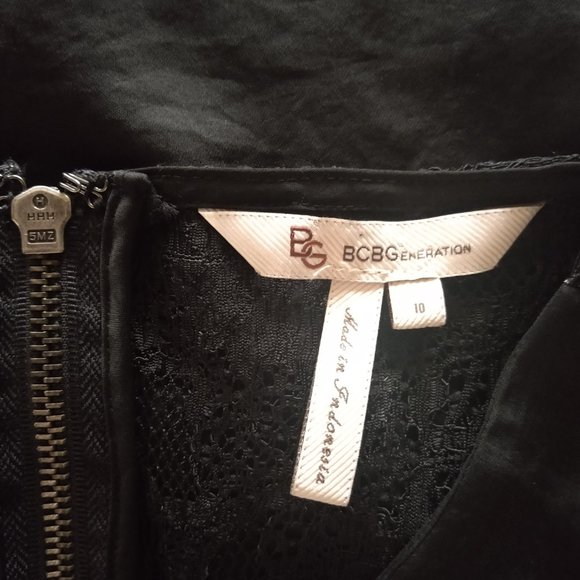 H
HHH
5MZ
BG
BCBGENERATION
10
Made in Indonesia